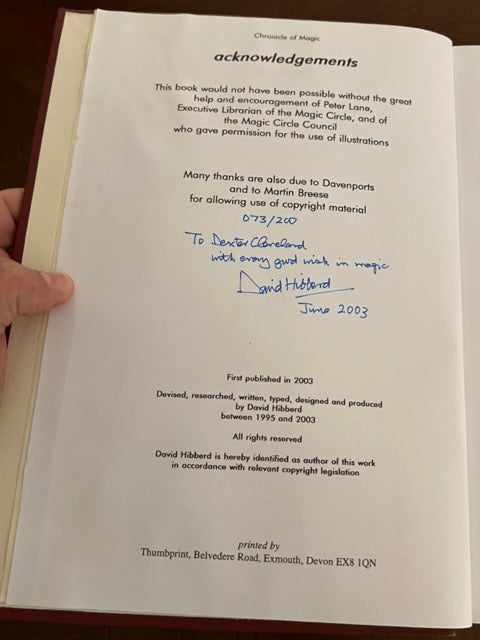 Chronicle of Magic
acknowledgements
This book would not have been possible without the great
help and encouragement of Peter Lane,
Executive Librarian of the Magic Circle, and of
the Magic Circle Council
who gave permission for the use of illustrations
Many thanks are also due to Davenports
and to Martin Breese
for allowing use of copyright material
073/200
To Dexter Cleveland
with every good wish in magic
David Hibberd
June 2003
First published in 2003
Devised, researched, written, typed, designed and produced
by David Hibberd
between 1995 and 2003
All rights reserved
David Hibberd is hereby identified as author of this work
in accordance with relevant copyright legislation
printed by
Thumbprint, Belvedere Road, Exmouth, Devon EX8 1QN